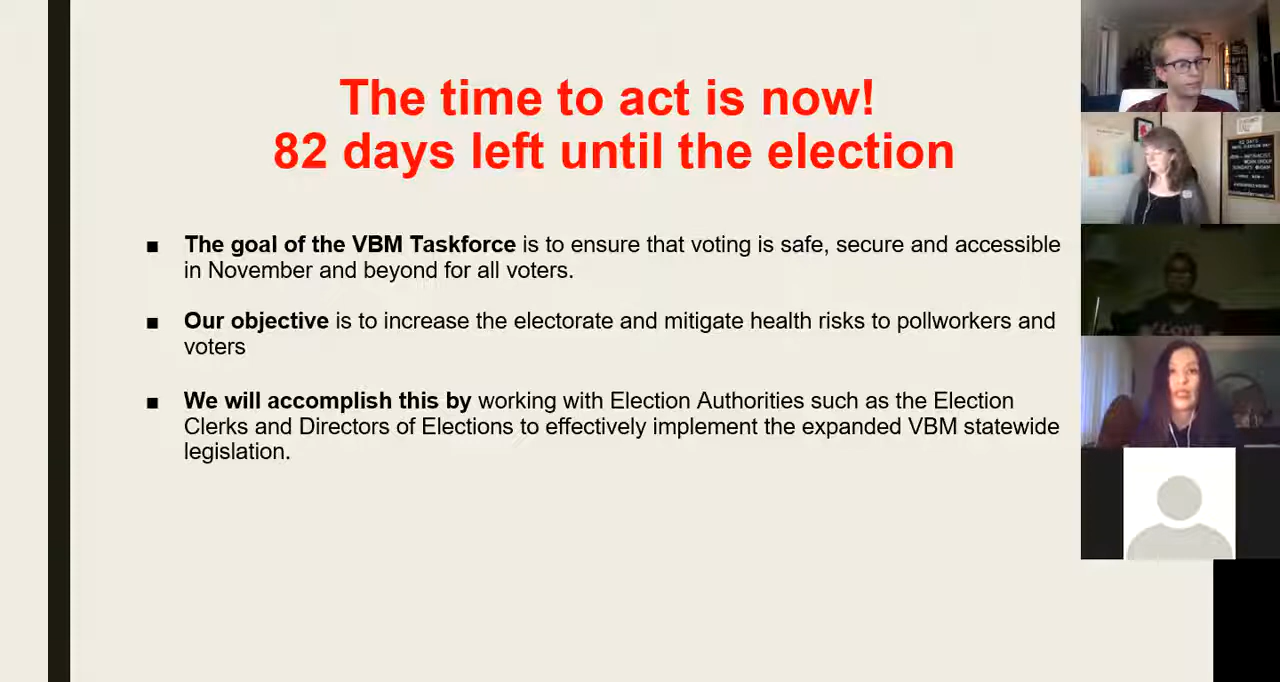 The time to act is now!
82 days left until the election
■ The goal of the VBM Taskforce is to ensure that voting is safe, secure and accessible
in November and beyond for all voters.
■ Our objective is to increase the electorate and mitigate health risks to pollworkers and
voters
■ We will accomplish this by working with Election Authorities such as the Election
Clerks and Directors of Elections to effectively implement the expanded VBM statewide
legislation.
82 DAYS
LOVE